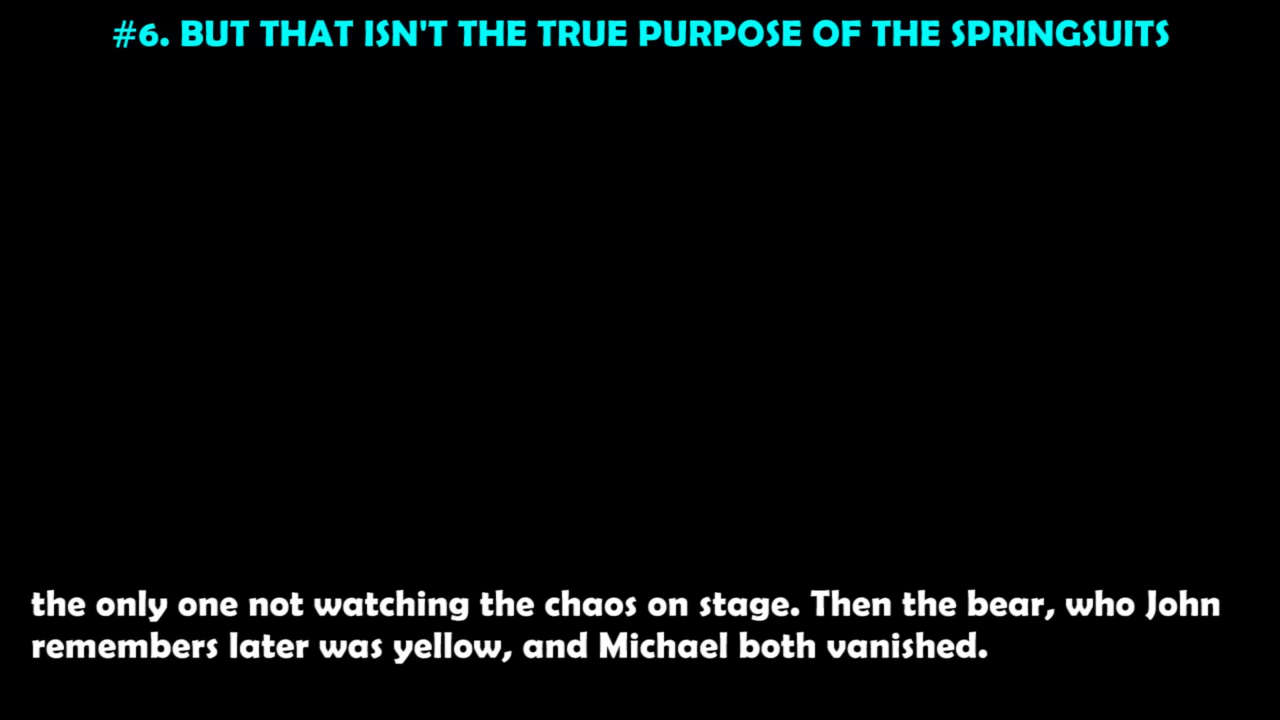 #6. BUT THAT ISN'T THE TRUE PURPOSE OF THE SPRINGSUITS
the only one not watching the chaos on stage. Then the bear, who John
remembers later was yellow, and Michael both vanished.